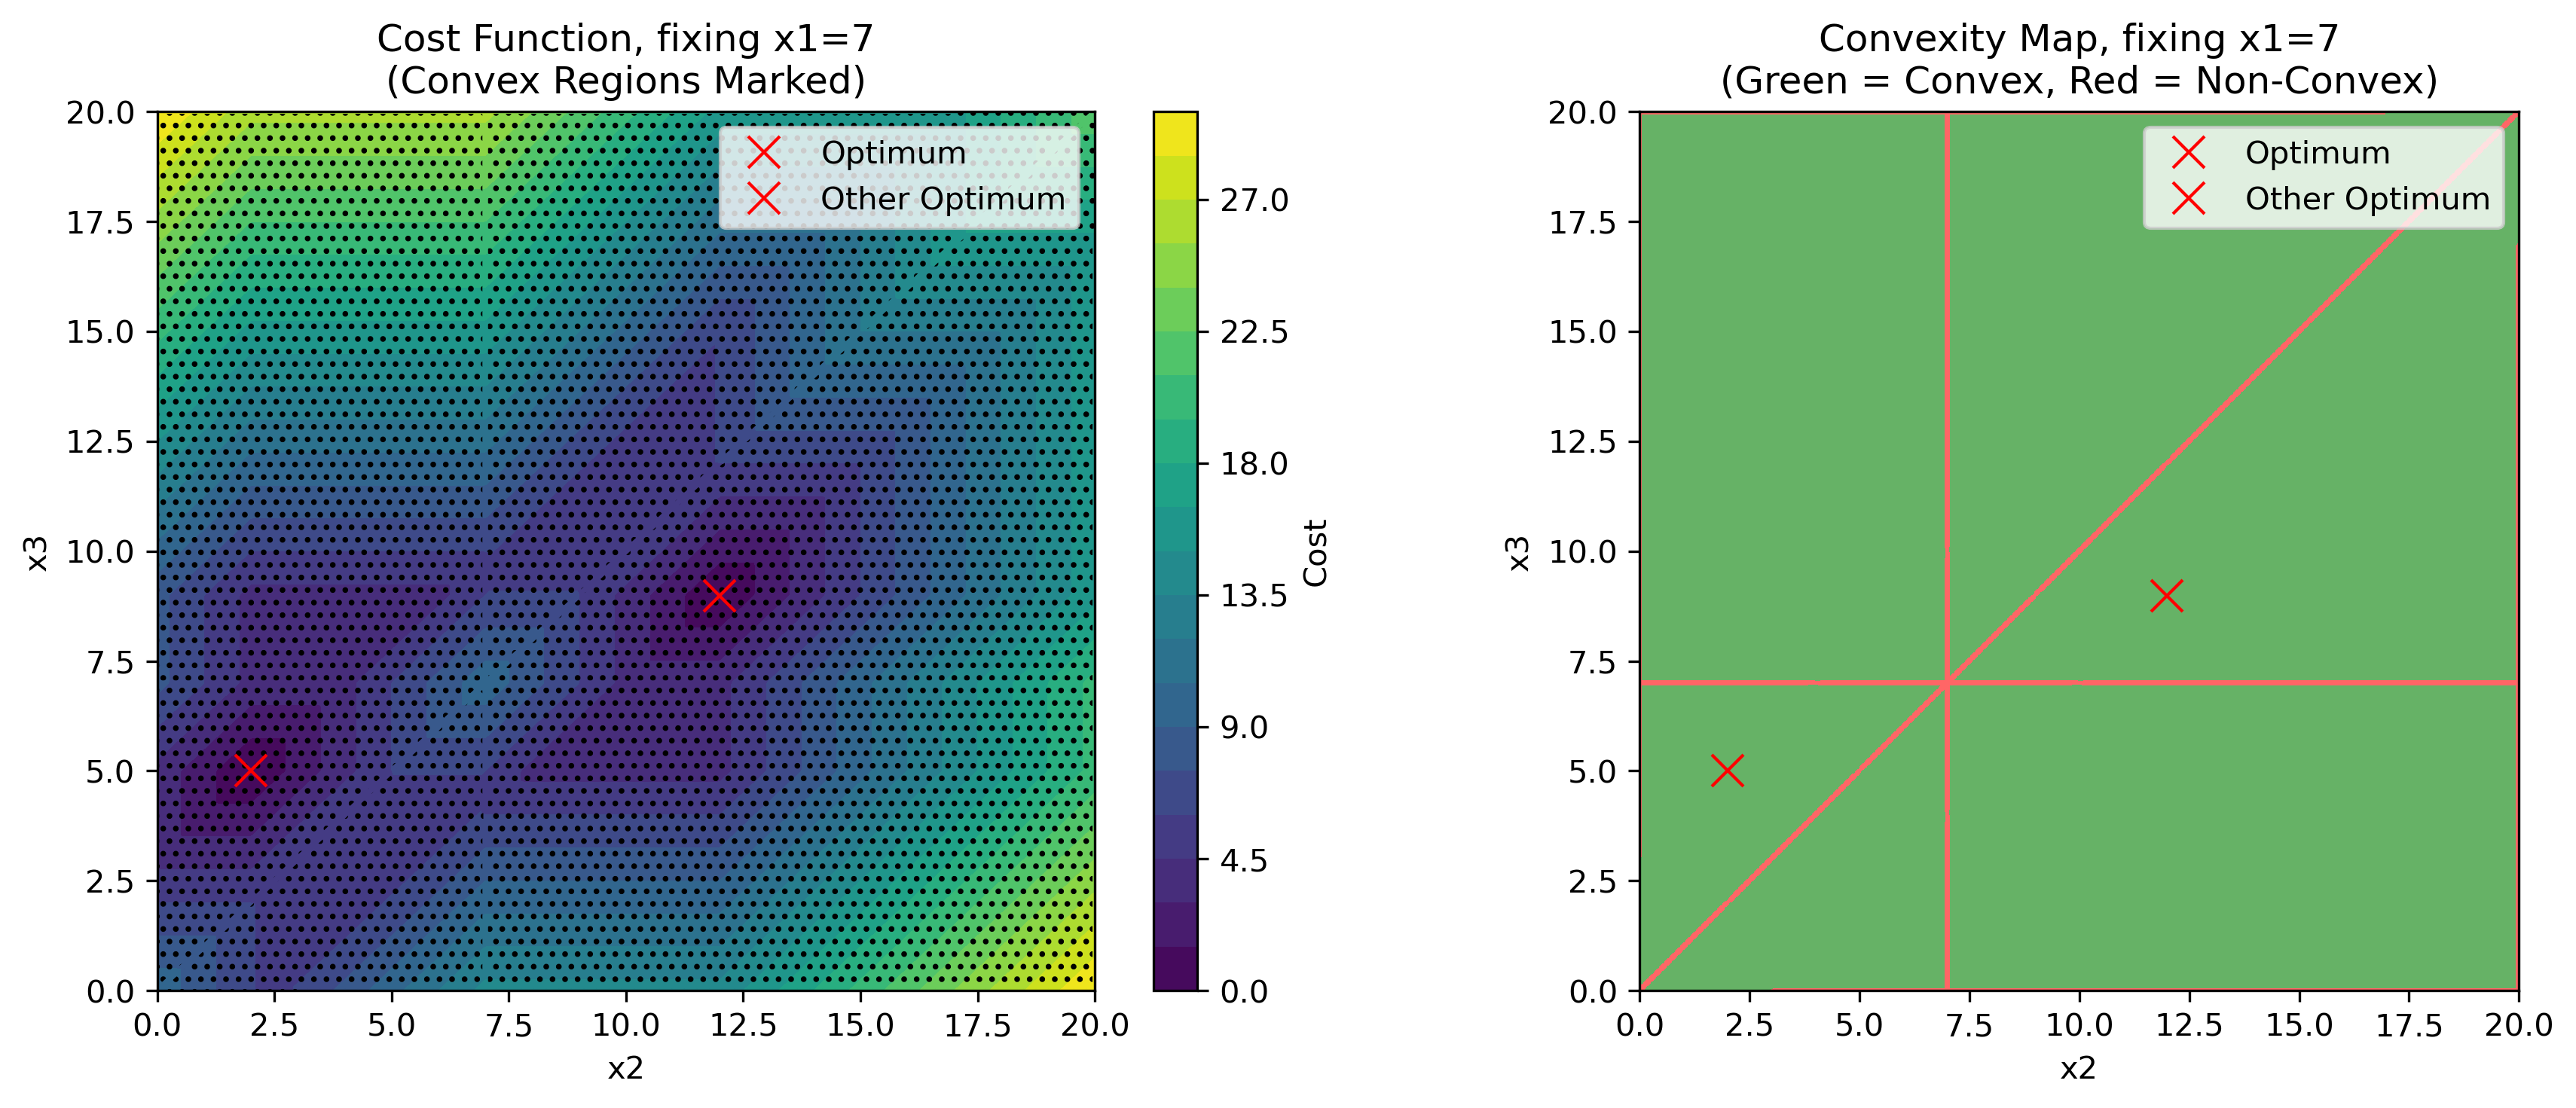 Cost Function, fixing x1=7
(Convex Regions Marked)
20.0
17.5
15.0
12.5
10.0
7.5
5.0
2.5
0.0
x3
0.0 2.5 5.0 7.5 10.0 12.5 15.0 17.5 20.0
x2
Optimum
Other Optimum
27.0
22.5
18.0
13.5
9.0
4.5
0.0
Cost
Convexity Map, fixing x1=7
(Green = Convex, Red = Non-Convex)
20.0
17.5
15.0
12.5
10.0
7.5
5.0
2.5
0.0
x3
0.0 2.5 5.0 7.5 10.0 12.5 15.0 17.5 20.0
x2
Optimum
Other Optimum